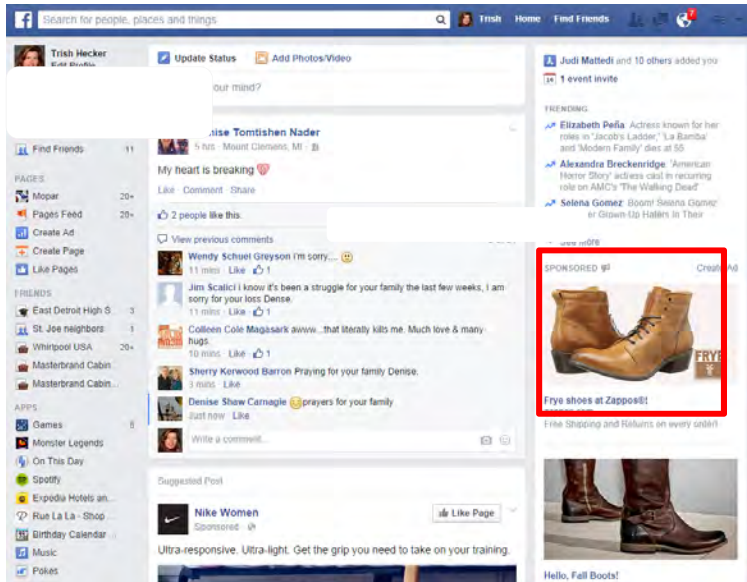 Search for people, places and things
Trish Home Find Friends 7
Trish Hecker
Edit Profile
Find Friends 11
PAGES
Mopar 20+
Pages Feed 20+
Create Ad
Create Page
Like Pages
FRIENDS
East Detroit High S... 3
St. Joe neighbors 1
Whirlpool USA 20+
Masterbrand Cabin...
Masterbrand Cabin...
APPS
Games 6
Monster Legends
On This Day
Spotify
Expedia Hotels an...
Rue La La - Shop ...
Birthday Calendar ...
Music
Pokes
Update Status Add Photos/Video
our mind?
nise Tomtishen Nader
5 hrs · Mount Clemens, MI ·
My heart is breaking
Like · Comment · Share
2 people like this.
View previous comments
Wendy Schuel Greyson I'm sorry....
11 mins · Like · 1
Jim Scalici I know it's been a struggle for your family the last few weeks, I am
sorry for your loss Dense.
11 mins · Like · 1
Colleen Cole Magasark awww...that literally kills me. Much love & many
hugs.
10 mins · Like · 1
Sherry Kerwood Barron Praying for your family Denise.
3 mins · Like
Denise Shaw Carnagie prayers for your family
Just now · Like
Write a comment...
Suggested Post
Nike Women
Sponsored ·
Like Page
Ultra-responsive. Ultra-light. Get the grip you need to take on your training.
Judi Mattedi and 10 others added you
1 event invite
TRENDING
Elizabeth Peña: Actress known for her
roles in 'Jacob's Ladder,' 'La Bamba'
and 'Modern Family' dies at 55
Alexandra Breckenridge: 'American
Horror Story' actress cast in recurring
role on AMC's 'The Walking Dead'
Selena Gomez: Boom! Selena Gomez
or Grown-Up Haters In Their
See More
SPONSORED Create Ad
FRYE
Frye shoes at Zappos®!
zappos.com
Free Shipping and Returns on every order!
Hello, Fall Boots!